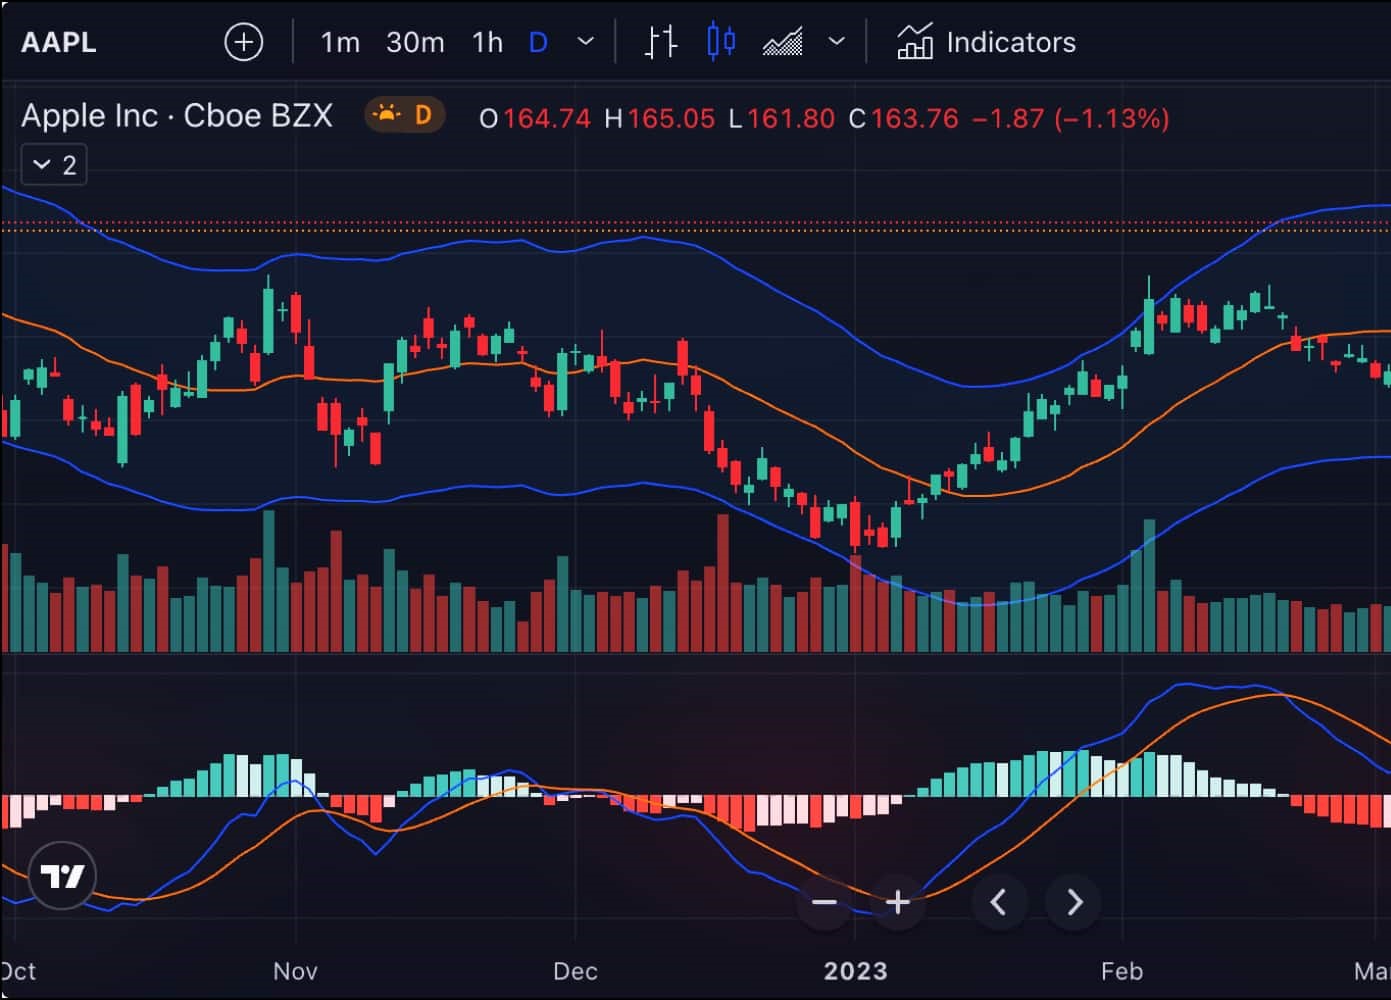 AAPL 1m 30m 1h D Indicators
Apple Inc · Cboe BZX D O164.74 H165.05 L161.80 C163.76 −1.87 (−1.13%)
2
Oct Nov Dec 2023 Feb Mar